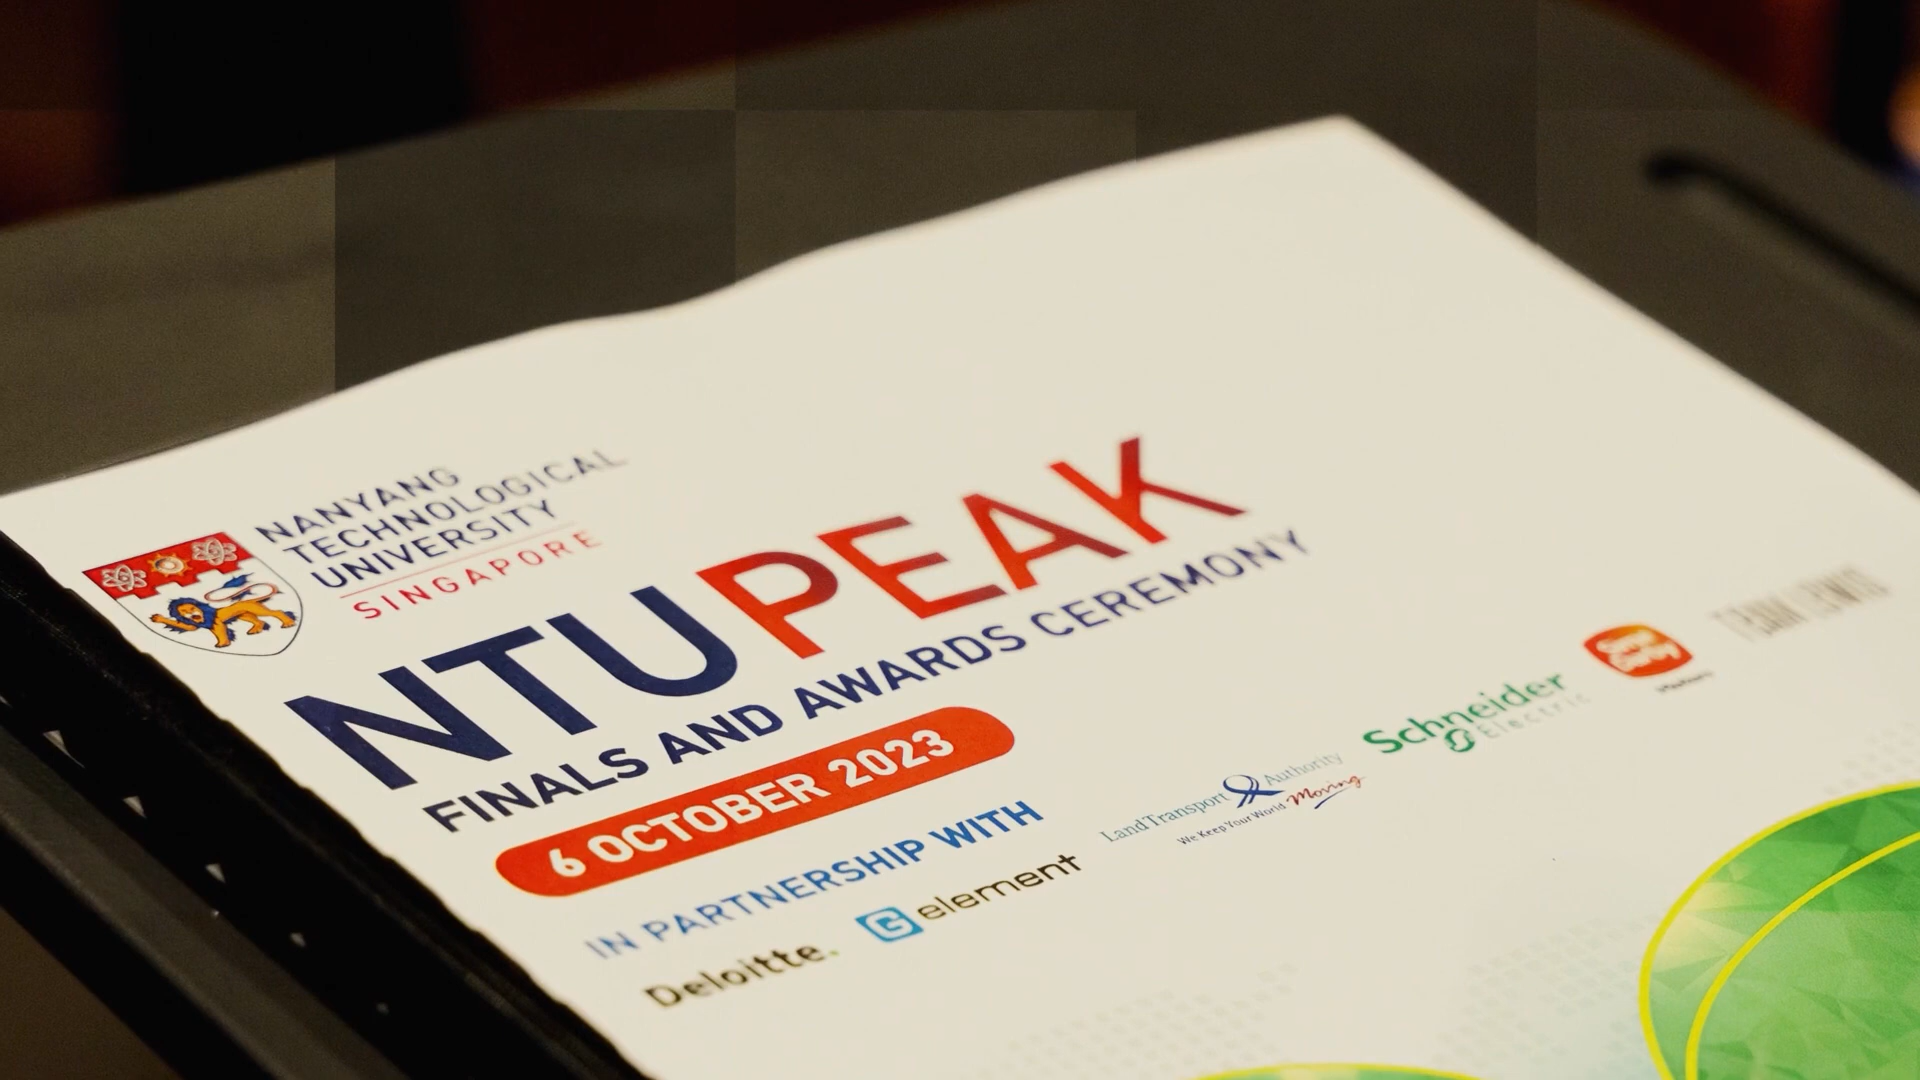 NANYANG
TECHNOLOGICAL
UNIVERSITY
SINGAPORE
NTUPEAK
FINALS AND AWARDS CEREMONY
6 OCTOBER 2023
IN PARTNERSHIP WITH
Deloitte.
element
Land Transport Authority
We Keep Your World Moving
Schneider
Electric